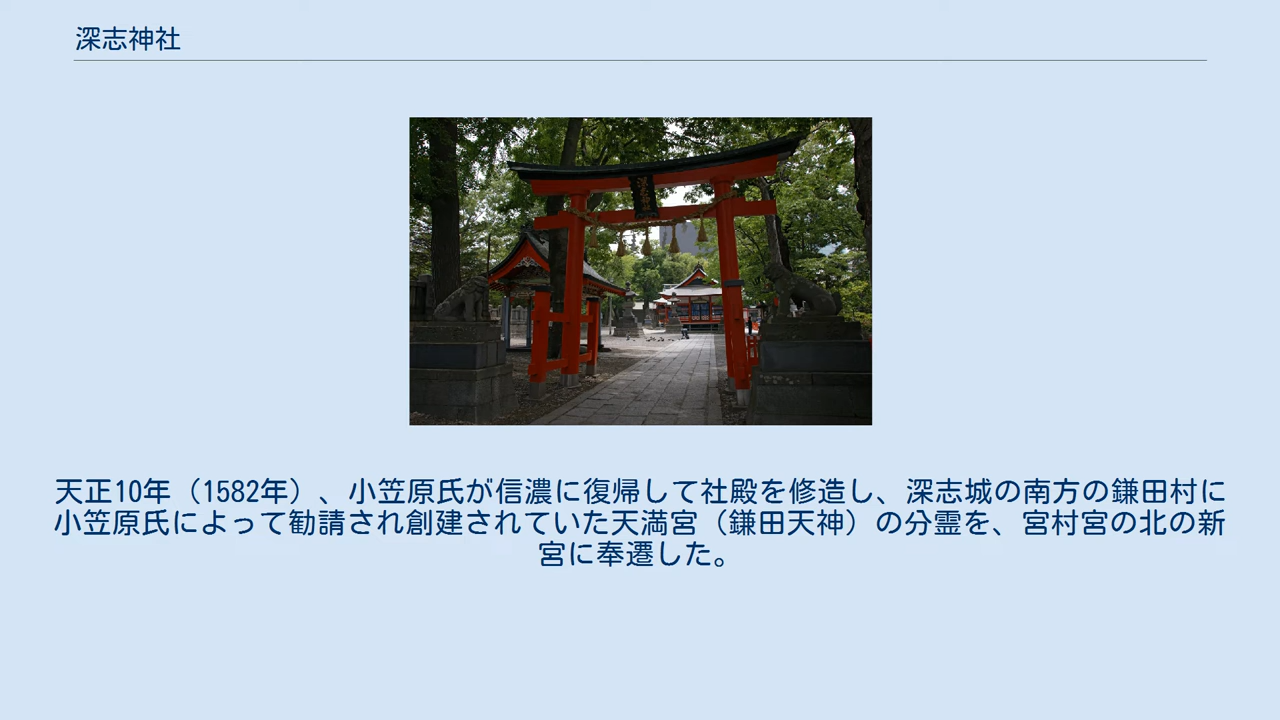 深志神社
天正10年（1582年）、小笠原氏が信濃に復帰して社殿を修造し、深志城の南方の鎌田村に
小笠原氏によって勧請され創建されていた天満宮（鎌田天神）の分霊を、宮村宮の北の新
宮に奉遷した。